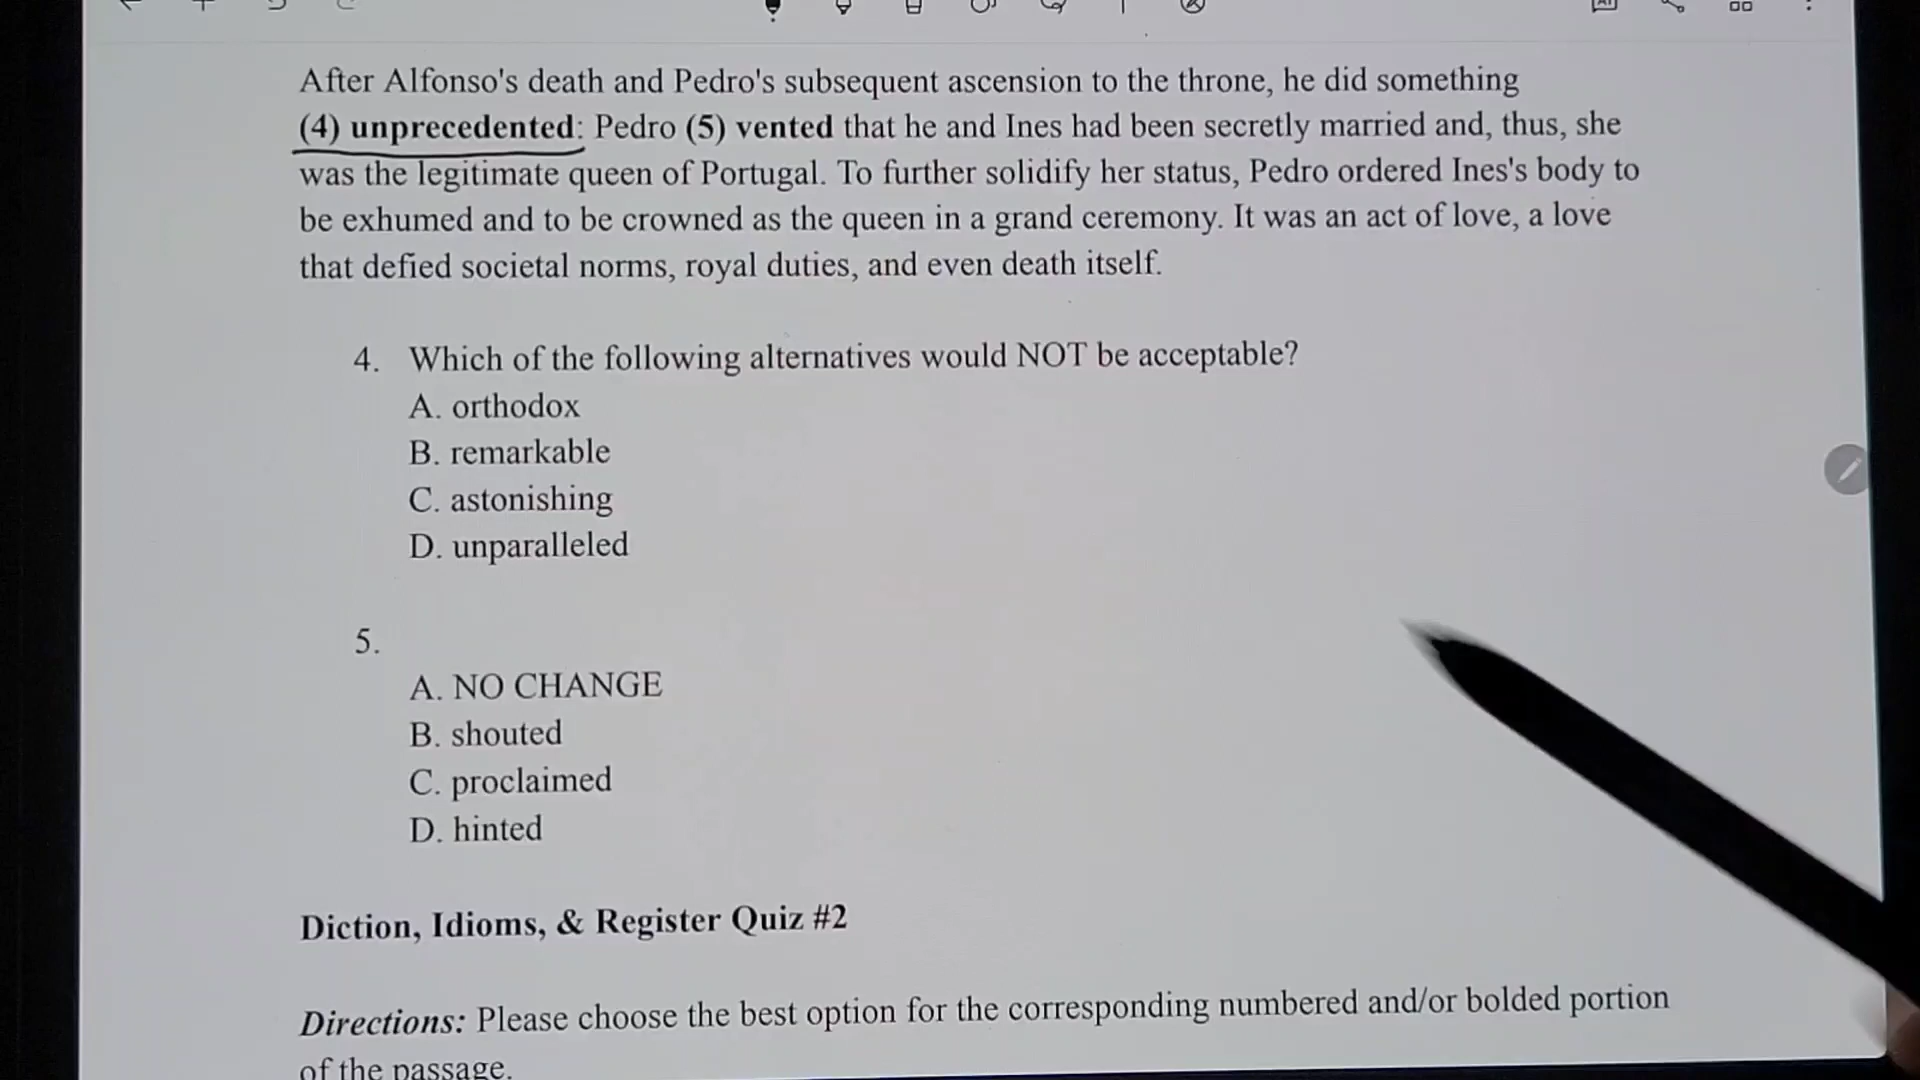 After Alfonso's death and Pedro's subsequent ascension to the throne, he did something
(4) unprecedented: Pedro (5) vented that he and Ines had been secretly married and, thus, she
was the legitimate queen of Portugal. To further solidify her status, Pedro ordered Ines's body to
be exhumed and to be crowned as the queen in a grand ceremony. It was an act of love, a love
that defied societal norms, royal duties, and even death itself.
4. Which of the following alternatives would NOT be acceptable?
A. orthodox
B. remarkable
C. astonishing
D. unparalleled
5.
A. NO CHANGE
B. shouted
C. proclaimed
D. hinted
Diction, Idioms, & Register Quiz #2
Directions: Please choose the best option for the corresponding numbered and/or bolded portion
of the passage.